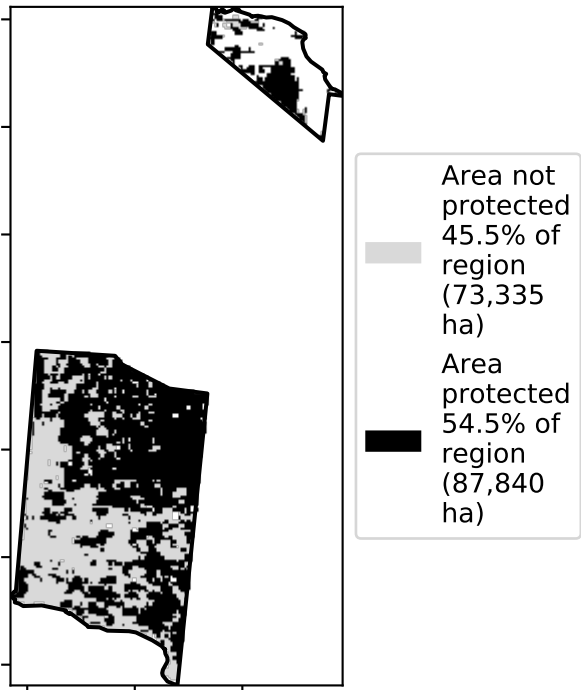 Area not
protected
45.5% of
region
(73,335
ha)
Area
protected
54.5% of
region
(87,840
ha)